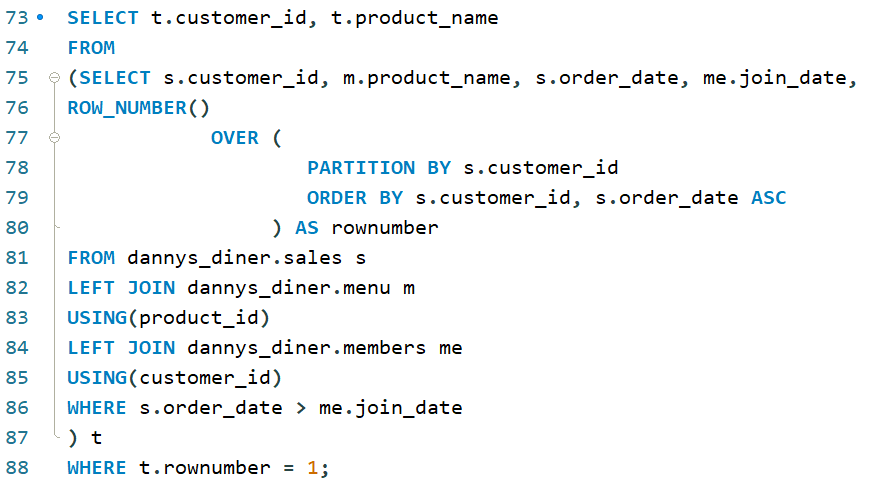 73 SELECT t.customer_id, t.product_name
74 FROM
75 (SELECT s.customer_id, m.product_name, s.order_date, me.join_date,
76 ROW_NUMBER()
77 OVER (
78 PARTITION BY s.customer_id
79 ORDER BY s.customer_id, s.order_date ASC
80 ) AS rownumber
81 FROM dannys_diner.sales s
82 LEFT JOIN dannys_diner.menu m
83 USING(product_id)
84 LEFT JOIN dannys_diner.members me
85 USING(customer_id)
86 WHERE s.order_date > me.join_date
87 ) t
88 WHERE t.rownumber = 1;